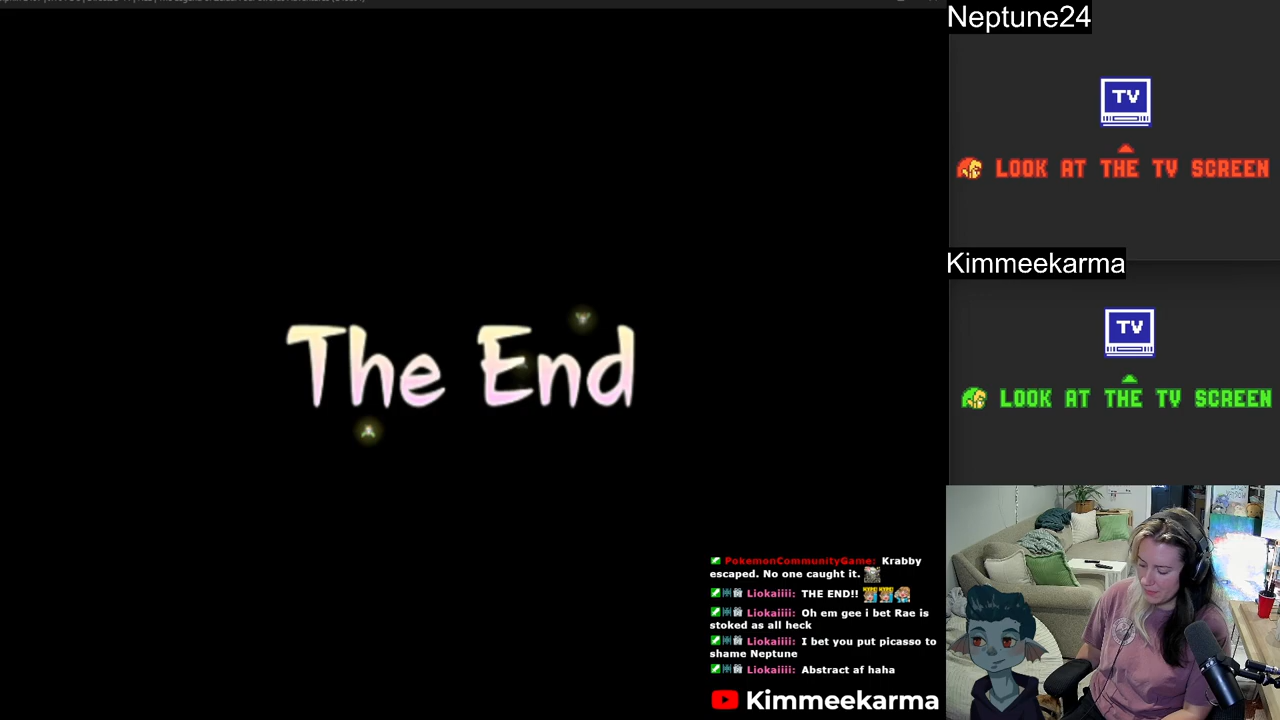 Neptune24
TV
LOOK AT THE TV SCREEN
Kimmeekarma
TV
LOOK AT THE TV SCREEN
The End
PokemonCommunityGame: Krabby
escaped. No one caught it.
Liokaiiii: THE END!!
Liokaiiii: Oh em gee i bet Rae is
stoked as all heck
Liokaiiii: I bet you put picasso to
shame Neptune
Liokaiiii: Abstract af haha
Kimmeekarma